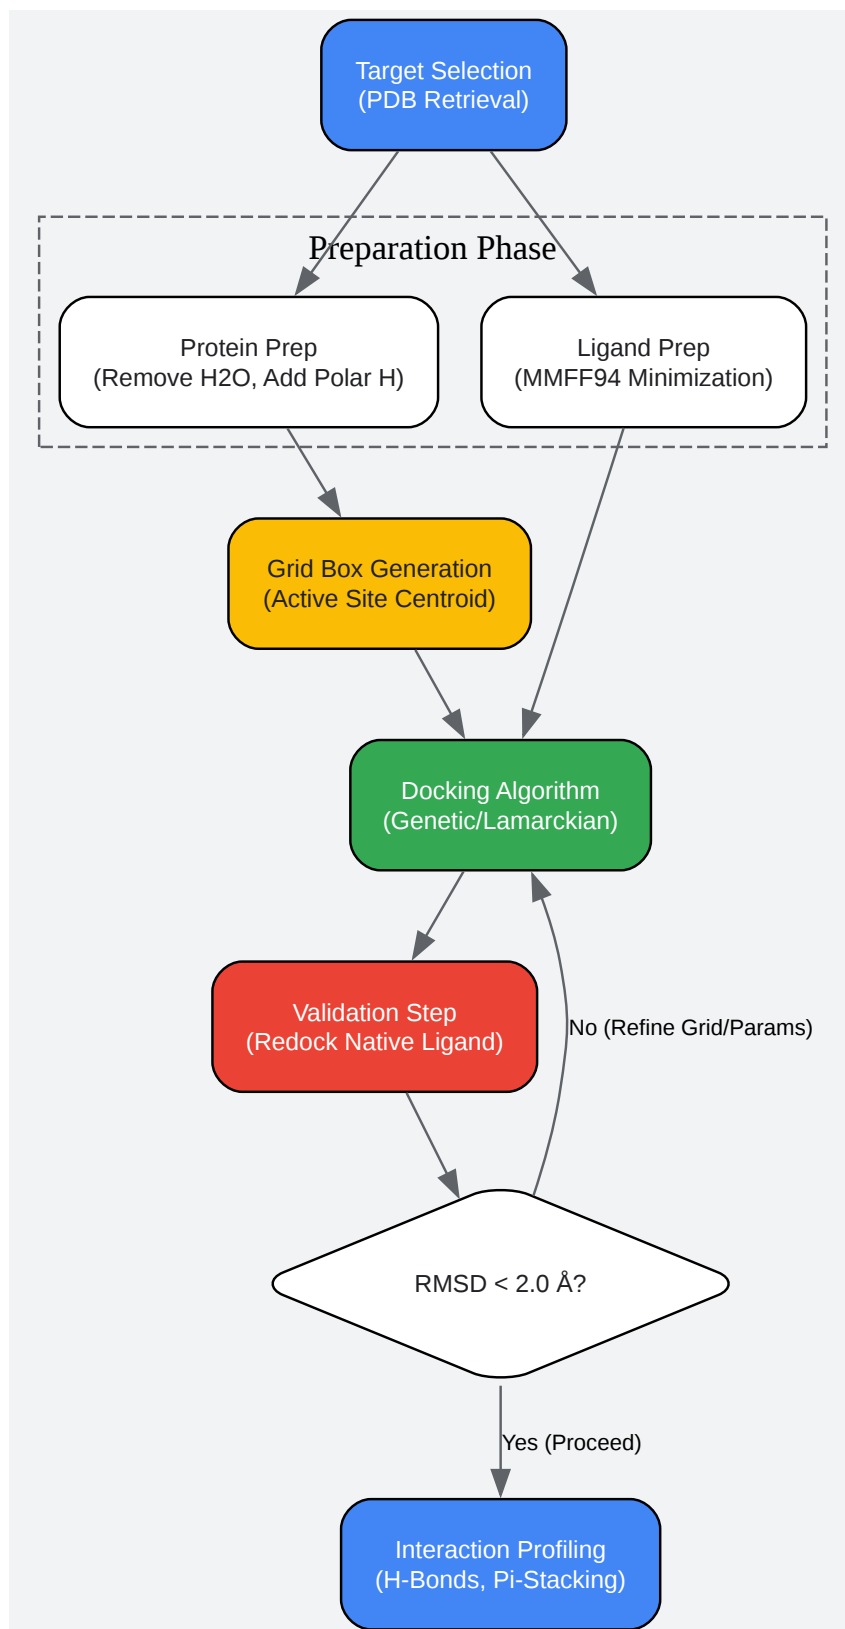 Target Selection
(PDB Retrieval)
Preparation Phase
Protein Prep
(Remove H2O, Add Polar H)
Ligand Prep
(MMFF94 Minimization)
Grid Box Generation
(Active Site Centroid)
Docking Algorithm
(Genetic/Lamarckian)
Validation Step
(Redock Native Ligand)
No (Refine Grid/Params)
RMSD < 2.0 Å?
Yes (Proceed)
Interaction Profiling
(H-Bonds, Pi-Stacking)